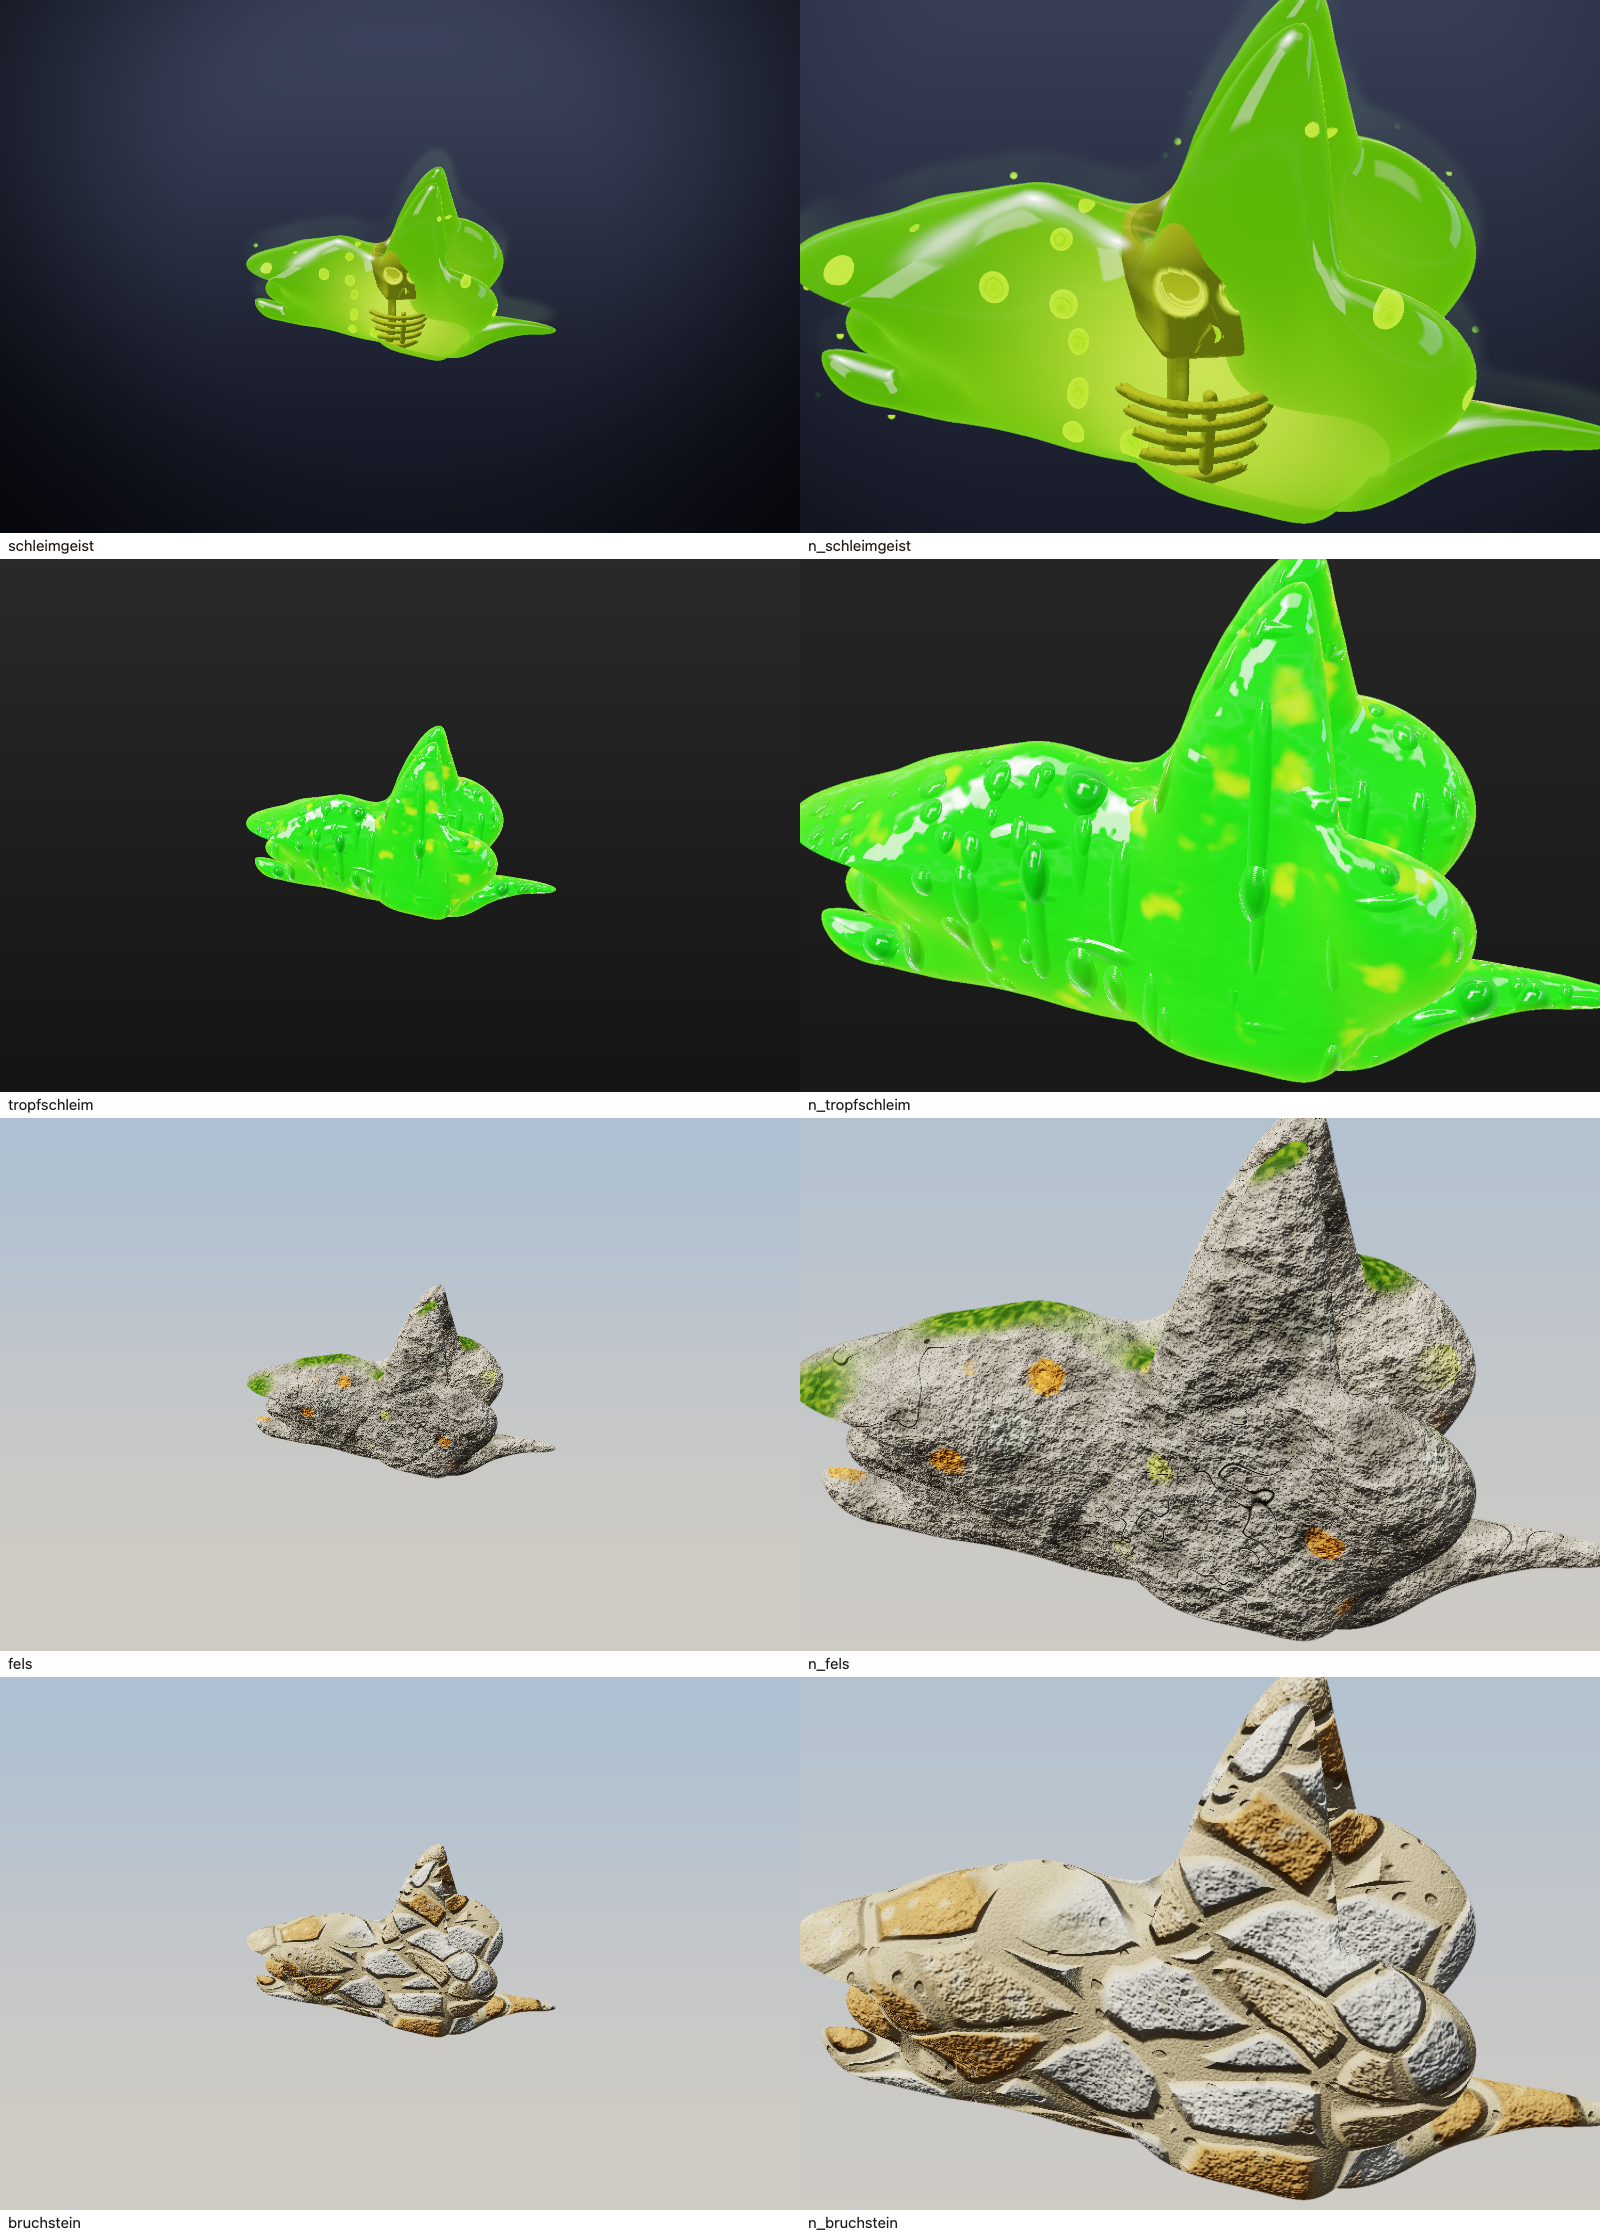 schleimgeist
n_schleimgeist
tropfschleim
n_tropfschleim
fels
n_fels
bruchstein
n_bruchstein